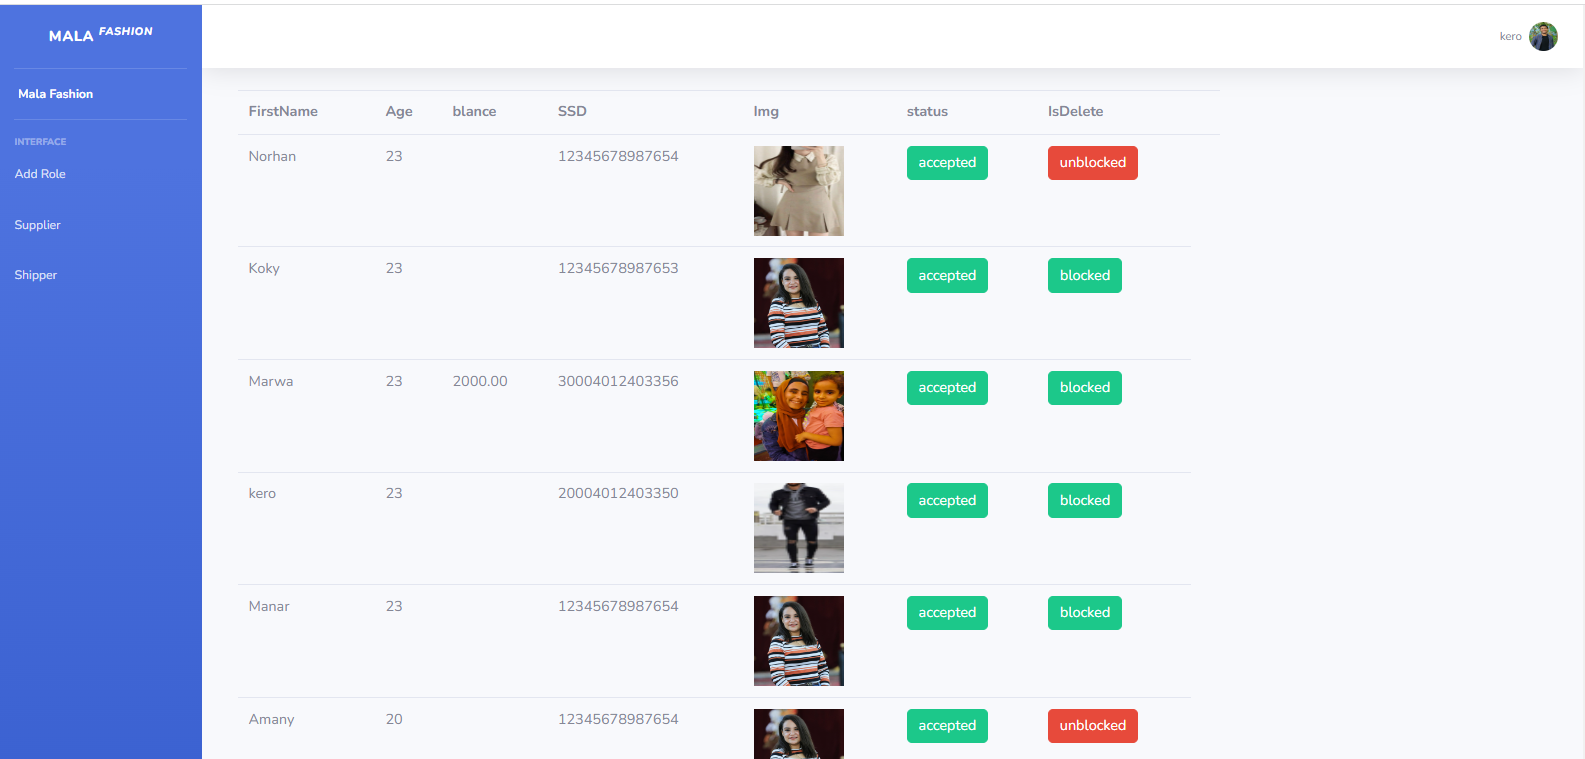 MALA FASHION
kero
Mala Fashion
INTERFACE
Add Role
Supplier
Shipper
FirstName Age blance SSD Img status IsDelete
Norhan 23 12345678987654 accepted unblocked
Koky 23 12345678987653 accepted blocked
Marwa 23 2000.00 30004012403356 accepted blocked
kero 23 20004012403350 accepted blocked
Manar 23 12345678987654 accepted blocked
Amany 20 12345678987654 accepted unblocked